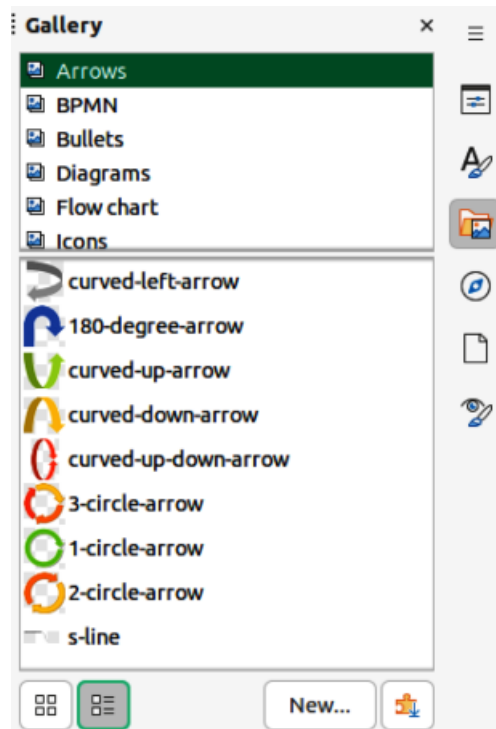 Gallery
Arrows
BPMN
Bullets
Diagrams
Flow chart
Icons
curved-left-arrow
180-degree-arrow
curved-up-arrow
curved-down-arrow
curved-up-down-arrow
3-circle-arrow
1-circle-arrow
2-circle-arrow
s-line
New...